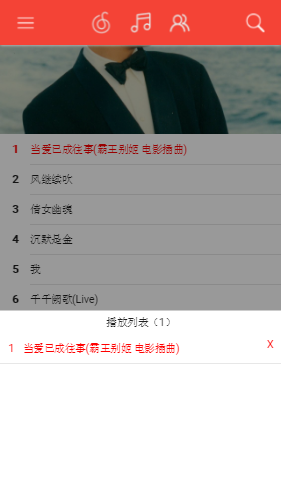 1 当爱已成往事(霸王别姬 电影插曲)
2 风继续吹
3 倩女幽魂
4 沉默是金
5 我
6 千千阙歌(Live)
播放列表（1）
1 当爱已成往事(霸王别姬 电影插曲) X